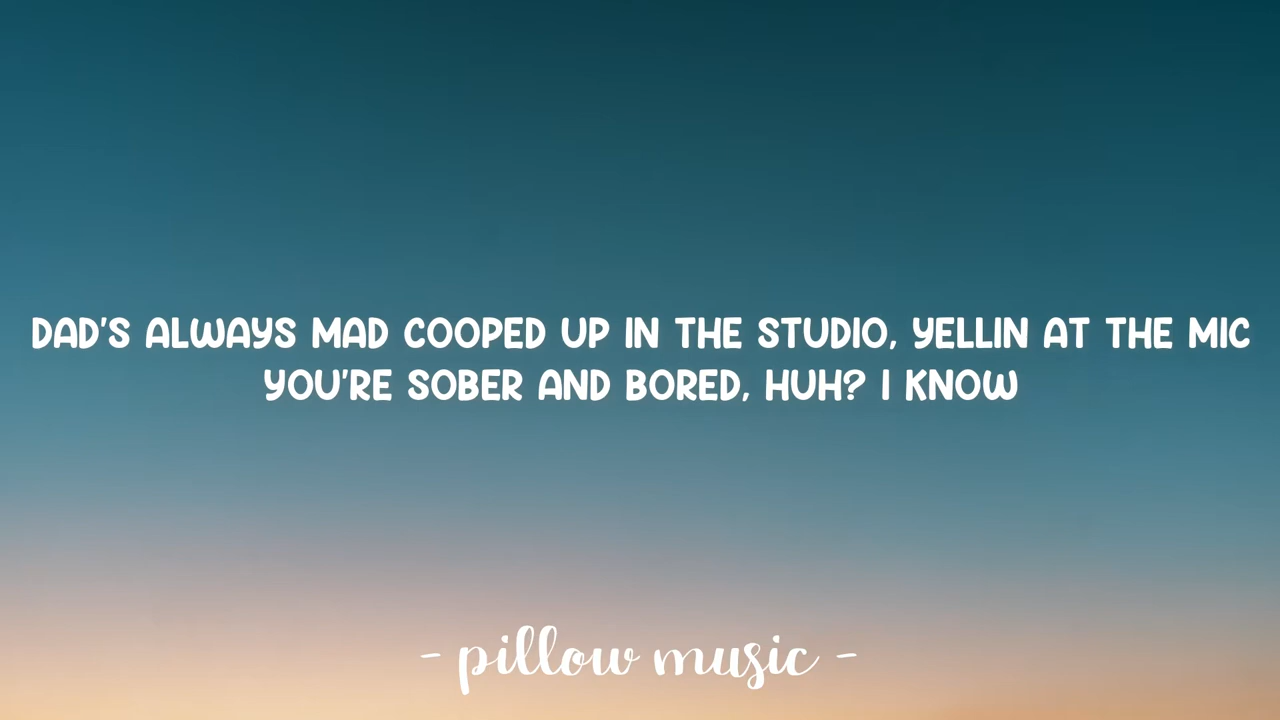 DAD'S ALWAYS MAD COOPED UP IN THE STUDIO, YELLIN AT THE MIC
YOU'RE SOBER AND BORED, HUH? I KNOW
- pillow music -